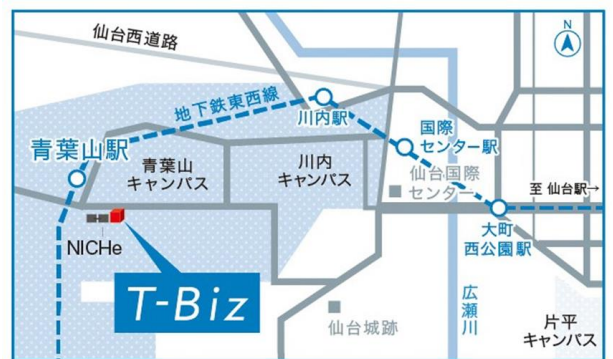 仙台西道路
N
地下鉄東西線
川内駅
青葉山駅
国際
センター駅
青葉山
キャンパス
川内
キャンパス
仙台国際
センター
至 仙台駅→
大町
西公園駅
NICHe
T-Biz
広瀬川
仙台城跡
片平
キャンパス